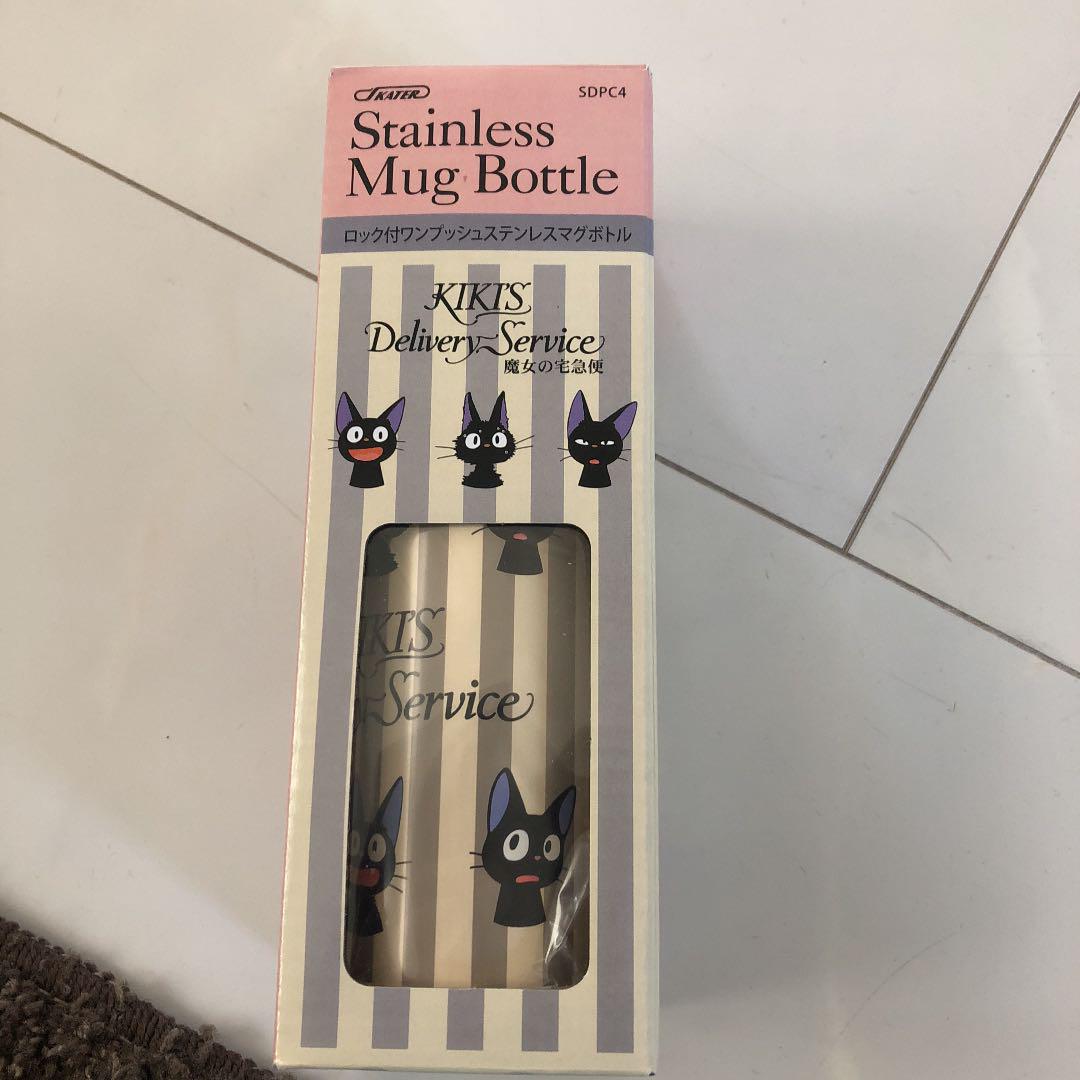 SKATER
SDPC4
Stainless
Mug Bottle
ロック付ワンプッシュステンレスマグボトル
KIKI'S
Delivery Service
魔女の宅急便
KI'S
Service